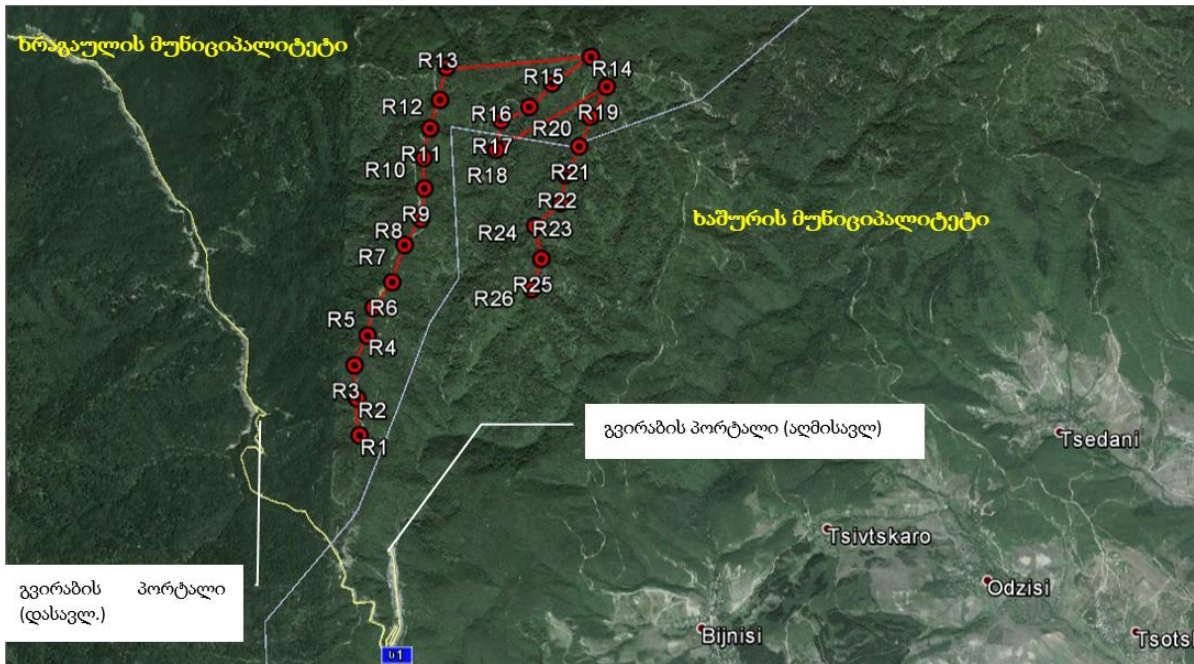 ხრაგაულის მუნიციპალიტეტი
R13
R14
R15
R12
R16
R19
R20
R17
R11
R18
R10
R21
R22
R9
ხაშურის მუნიციპალიტეტი
R8
R24
R23
R7
R25
R26
R6
R5
R4
R3
R2
R1
გვირაბის პორტალი (აღმისავლ)
Tsedani
Tsivtskaro
გვირაბის პორტალი
(დასავლ.)
Odzisi
Bijnisi
Tsots